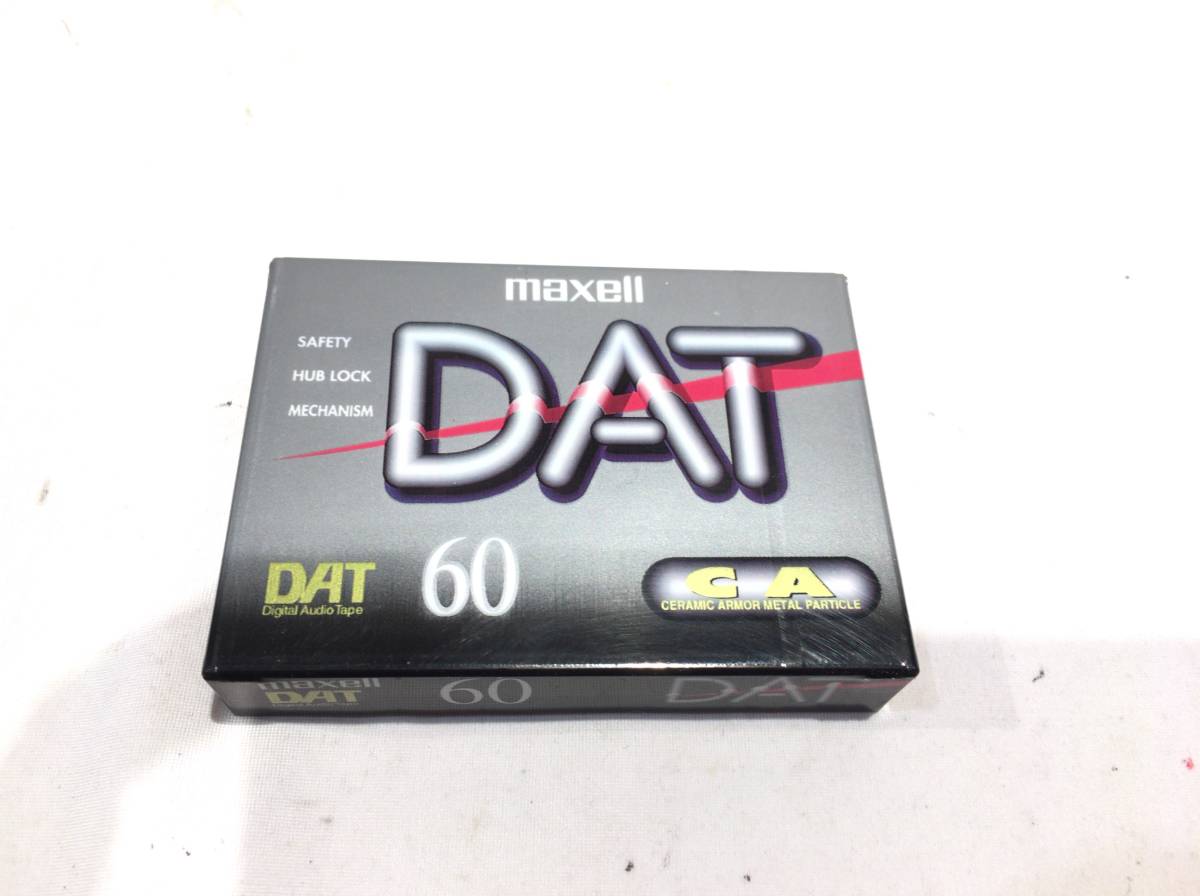 maxell
SAFETY
HUB LOCK
MECHANISM
DAT
DAT
Digital Audio Tape
60
CA
CERAMIC ARMOR METAL PARTICLE
maxell
DAT
60
DAT